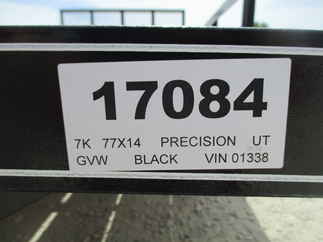 17084
7K 77X14 PRECISION UT
GVW BLACK VIN 01338